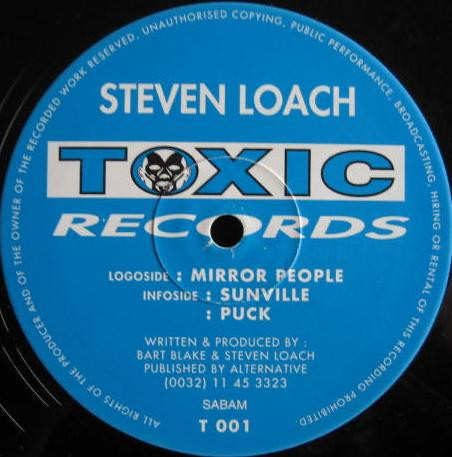 ALL RIGHTS OF THE PRODUCER AND OF THE OWNER OF THE RECORDED WORK RESERVED, UNAUTHORISED COPYING, PUBLIC PERFORMANCE, BROADCASTING, HIRING OR RENTAL OF THIS RECORDING PROHIBITED.
STEVEN LOACH
TOXIC
RECORDS
LOGOSIDE : MIRROR PEOPLE
INFOSIDE : SUNVILLE
: PUCK
WRITTEN & PRODUCED BY :
BART BLAKE & STEVEN LOACH
PUBLISHED BY ALTERNATIVE
(0032) 11 45 3323
SABAM
T 001